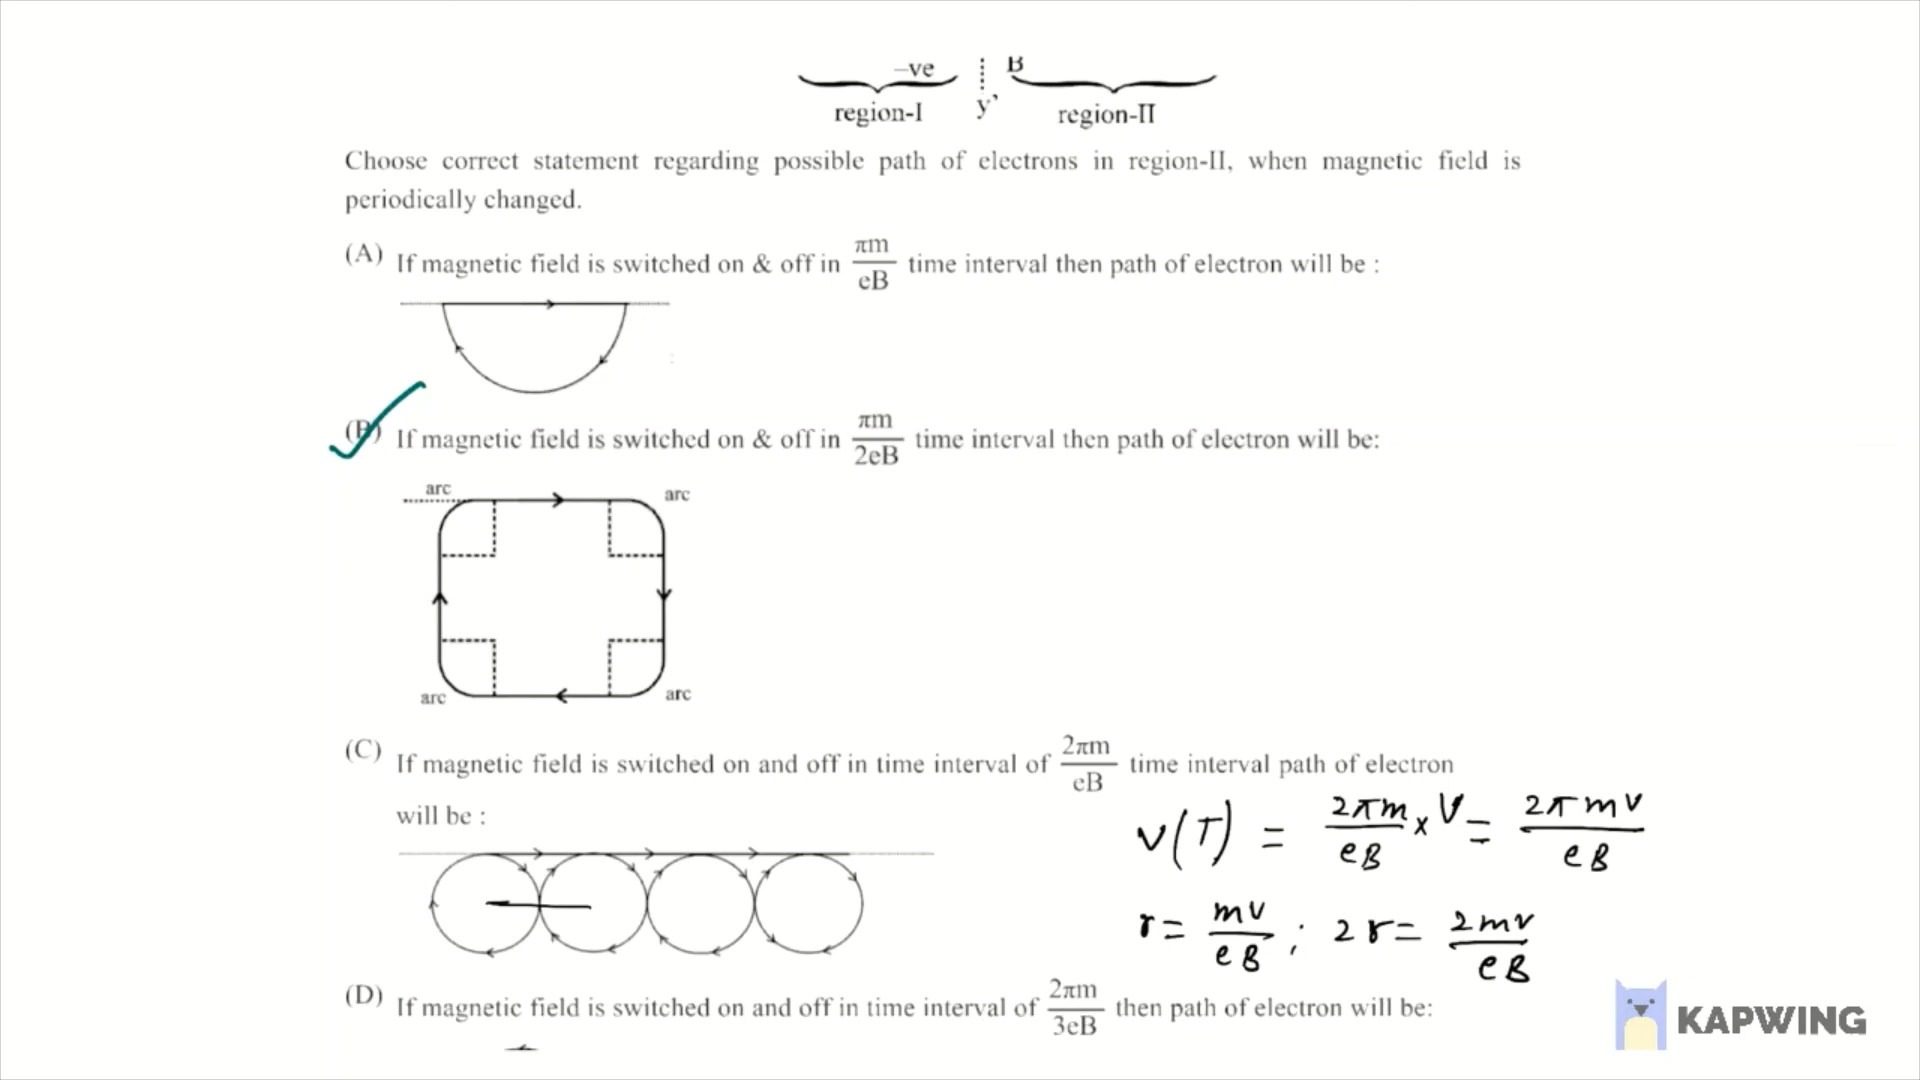 –ve B
region-I y' region-II
Choose correct statement regarding possible path of electrons in region-II, when magnetic field is
periodically changed.
(A) If magnetic field is switched on & off in πm/eB time interval then path of electron will be :
(B) If magnetic field is switched on & off in πm/2eB time interval then path of electron will be:
arc arc
arc arc
(C) If magnetic field is switched on and off in time interval of 2πm/eB time interval path of electron
will be :
v(T) = 2πm/eB × V = 2πmv/eB
r = mv/eB ; 2r = 2mv/eB
(D) If magnetic field is switched on and off in time interval of 2πm/3eB then path of electron will be:
KAPWING